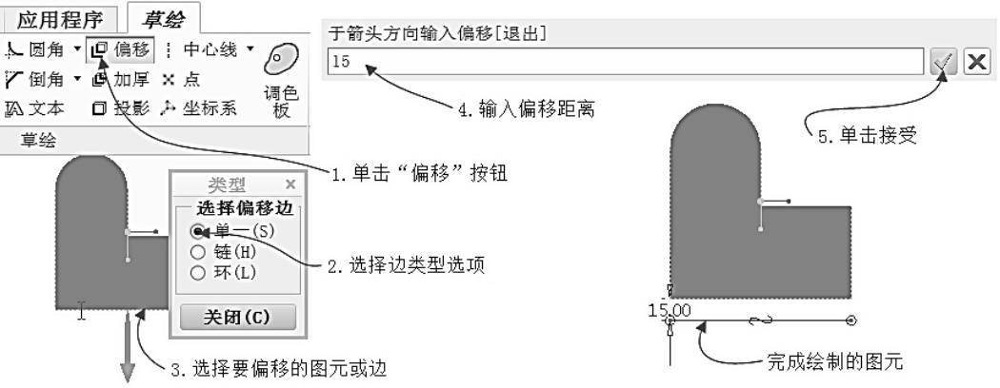 应用程序 草绘
圆角 偏移 中心线
倒角 加厚 点
文本 投影 坐标系
调色板
草绘
于箭头方向输入偏移[退出]
15
4.输入偏移距离
5.单击接受
1.单击“偏移”按钮
类型
选择偏移边
单一(S)
链(H)
环(L)
关闭(C)
2.选择边类型选项
3.选择要偏移的图元或边
15.00
完成绘制的图元